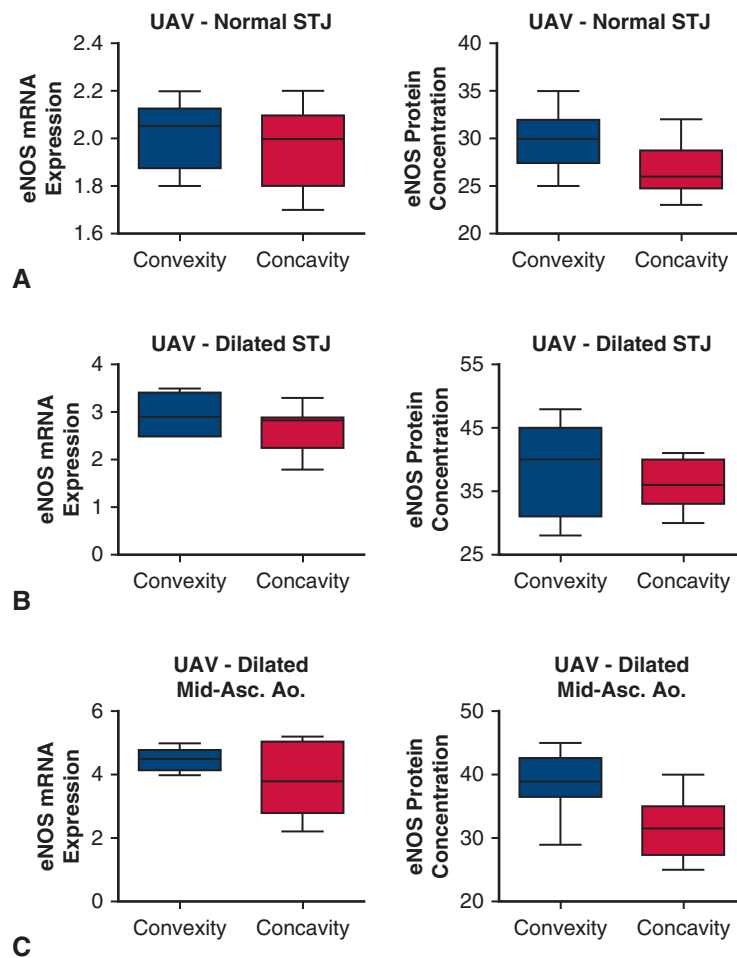 UAV - Normal STJ
eNOS mRNA
Expression
2.4
2.2
2.0
1.8
1.6
Convexity
Concavity
UAV - Normal STJ
eNOS Protein
Concentration
40
35
30
25
20
Convexity
Concavity
A
UAV - Dilated STJ
eNOS mRNA
Expression
4
3
2
1
0
Convexity
Concavity
UAV - Dilated STJ
eNOS Protein
Concentration
55
45
35
25
Convexity
Concavity
B
UAV - Dilated
Mid-Asc. Ao.
eNOS mRNA
Expression
6
4
2
0
Convexity
Concavity
UAV - Dilated
Mid-Asc. Ao.
eNOS Protein
Concentration
50
40
30
20
Convexity
Concavity
C